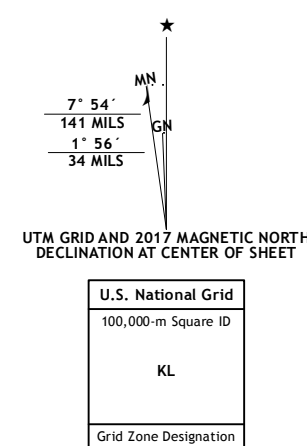 ★
MN
7° 54´
141 MILS
GN
1° 56´
34 MILS
UTM GRID AND 2017 MAGNETIC NORTH
DECLINATION AT CENTER OF SHEET
U.S. National Grid
100,000-m Square ID
KL
Grid Zone Designation